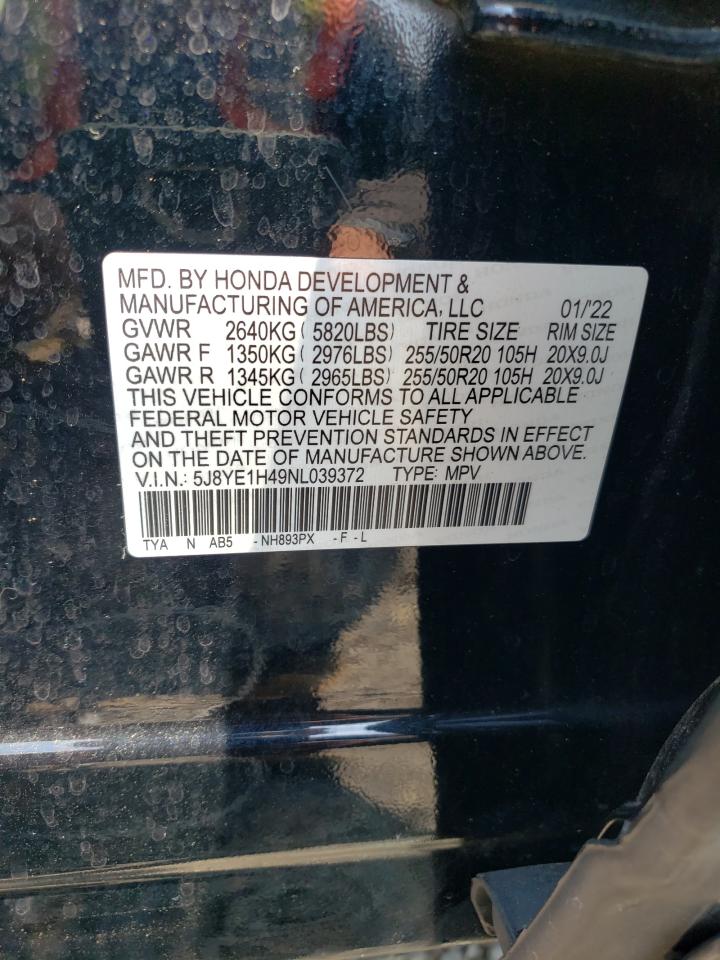 MFD. BY HONDA DEVELOPMENT &
MANUFACTURING OF AMERICA, LLC 01/'22
GVWR 2640KG ( 5820LBS) TIRE SIZE RIM SIZE
GAWR F 1350KG ( 2976LBS) 255/50R20 105H 20X9.0J
GAWR R 1345KG ( 2965LBS) 255/50R20 105H 20X9.0J
THIS VEHICLE CONFORMS TO ALL APPLICABLE
FEDERAL MOTOR VEHICLE SAFETY
AND THEFT PREVENTION STANDARDS IN EFFECT
ON THE DATE OF MANUFACTURE SHOWN ABOVE.
V.I.N.: 5J8YE1H49NL039372 TYPE: MPV
TYA N AB5 -NH893PX -F -L